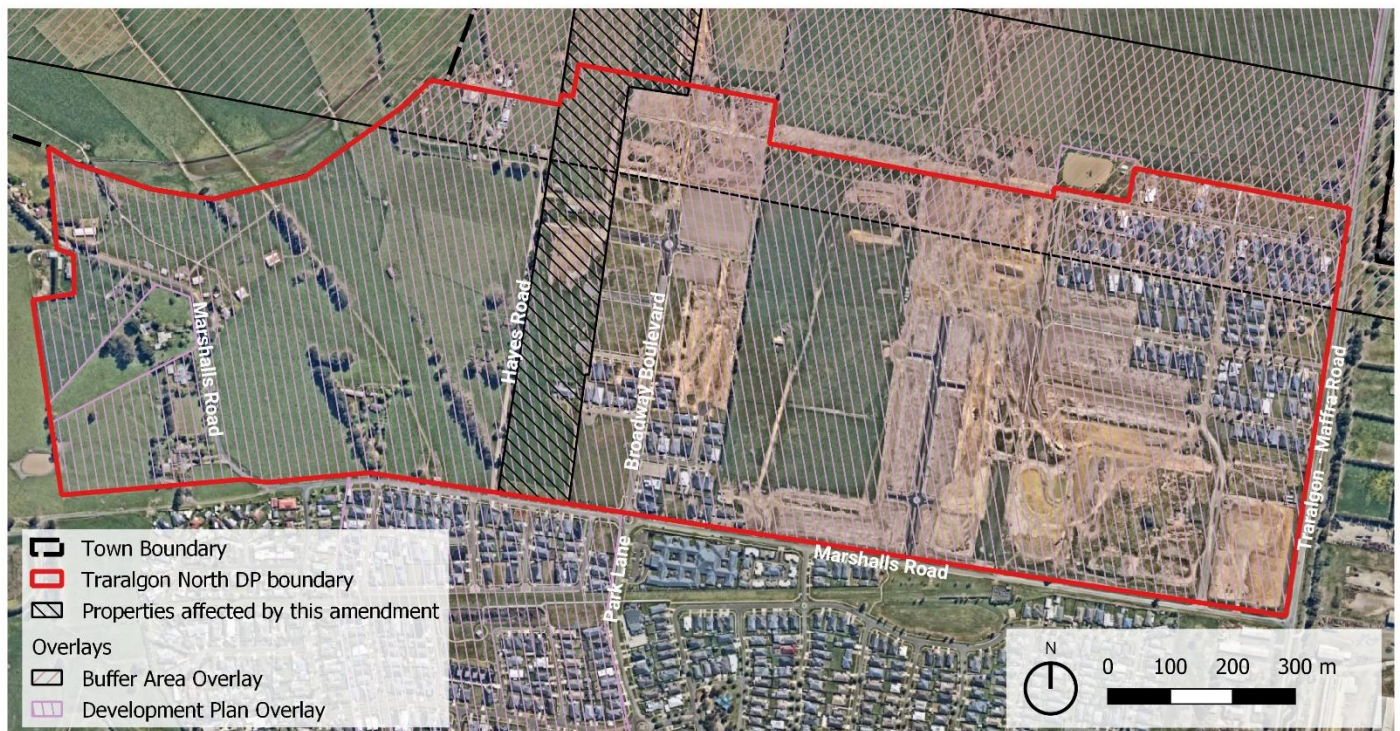 Hayes Road
Marshalls Road
Broadway Boulevard
Traralgon - Maffra Road
Park Lane
Marshalls Road
Town Boundary
Traralgon North DP boundary
Properties affected by this amendment
Overlays
Buffer Area Overlay
Development Plan Overlay
N
0 100 200 300 m